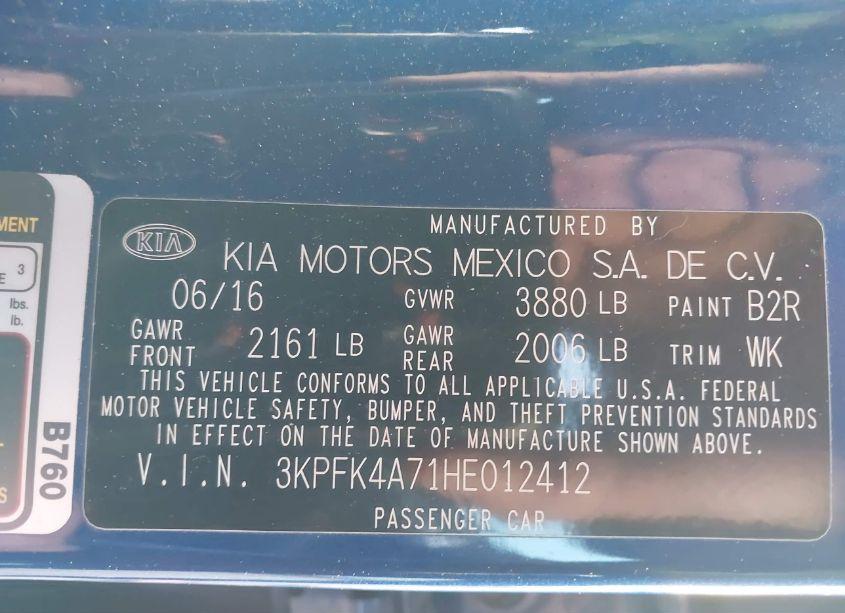 MENT
3
E
lbs.
lb.
S
B760
MANUFACTURED BY
KIA
KIA MOTORS MEXICO S.A. DE C.V.
06/16 GVWR 3880 LB PAINT B2R
GAWR FRONT 2161 LB GAWR REAR 2006 LB TRIM WK
THIS VEHICLE CONFORMS TO ALL APPLICABLE U.S.A. FEDERAL
MOTOR VEHICLE SAFETY, BUMPER, AND THEFT PREVENTION STANDARDS
IN EFFECT ON THE DATE OF MANUFACTURE SHOWN ABOVE.
V.I.N. 3KPFK4A71HE012412
PASSENGER CAR